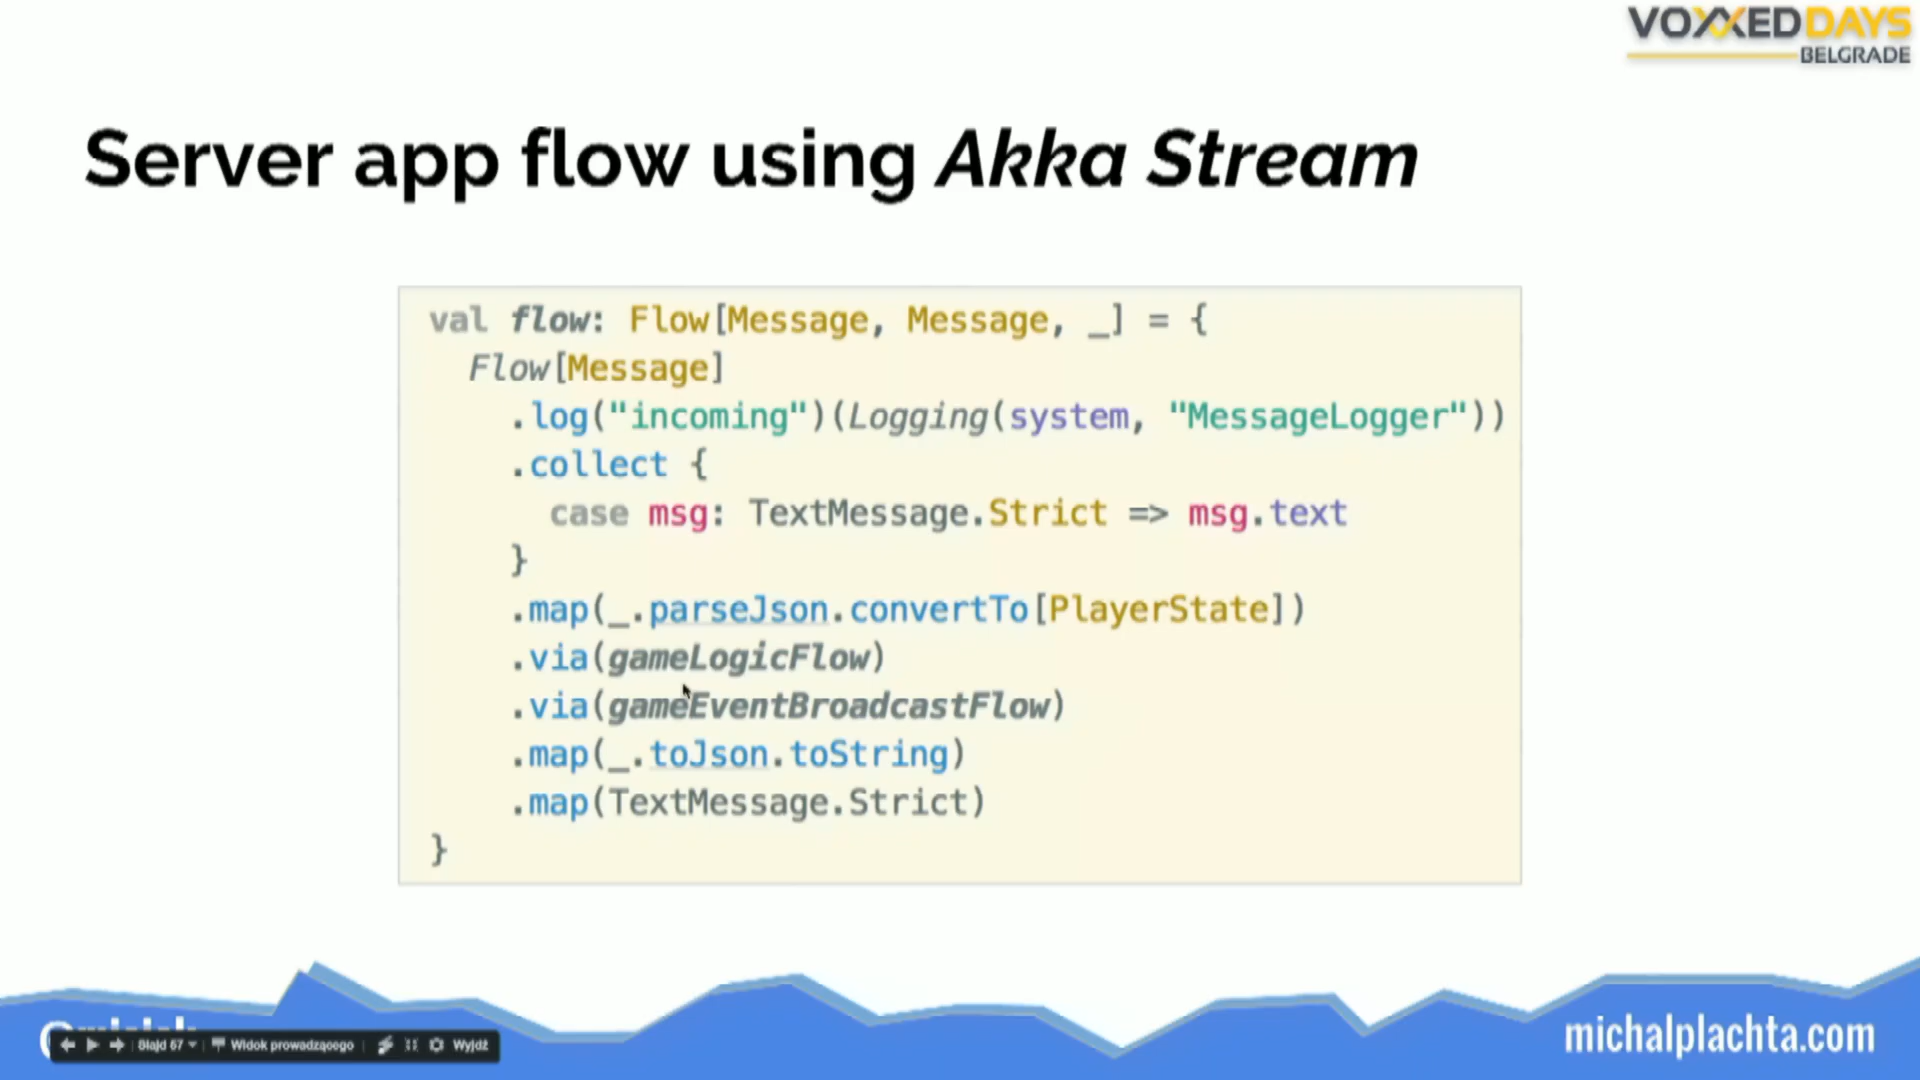 VOXXEDDAYS
BELGRADE
Server app flow using Akka Stream
val flow: Flow[Message, Message, _] = {
Flow[Message]
.log("incoming")(Logging(system, "MessageLogger"))
.collect {
case msg: TextMessage.Strict => msg.text
}
.map(_.parseJson.convertTo[PlayerState])
.via(gameLogicFlow)
.via(gameEventBroadcastFlow)
.map(_.toJson.toString)
.map(TextMessage.Strict)
}
Slajd 67
Widok prowadzącego
Wyjdź
michalplachta.com